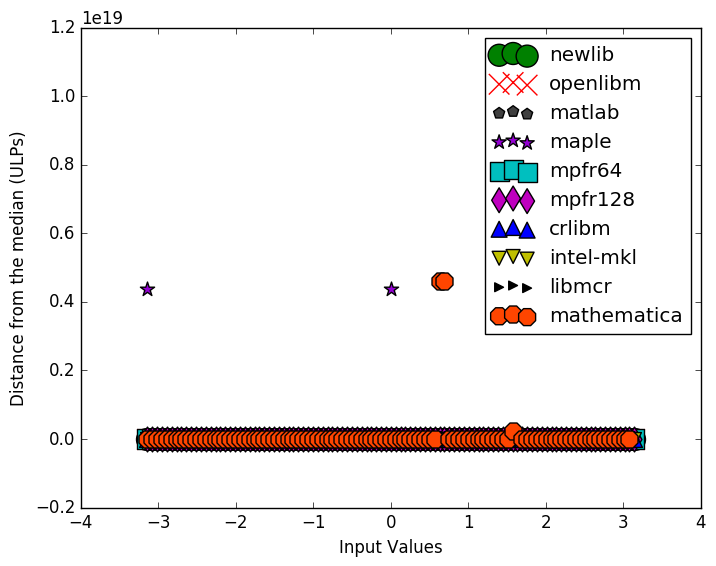 1e19
1.2
1.0
0.8
0.6
0.4
0.2
0.0
−0.2
−4
−3
−2
−1
0
1
2
3
4
Input Values
Distance from the median (ULPs)
newlib
openlibm
matlab
maple
mpfr64
mpfr128
crlibm
intel-mkl
libmcr
mathematica